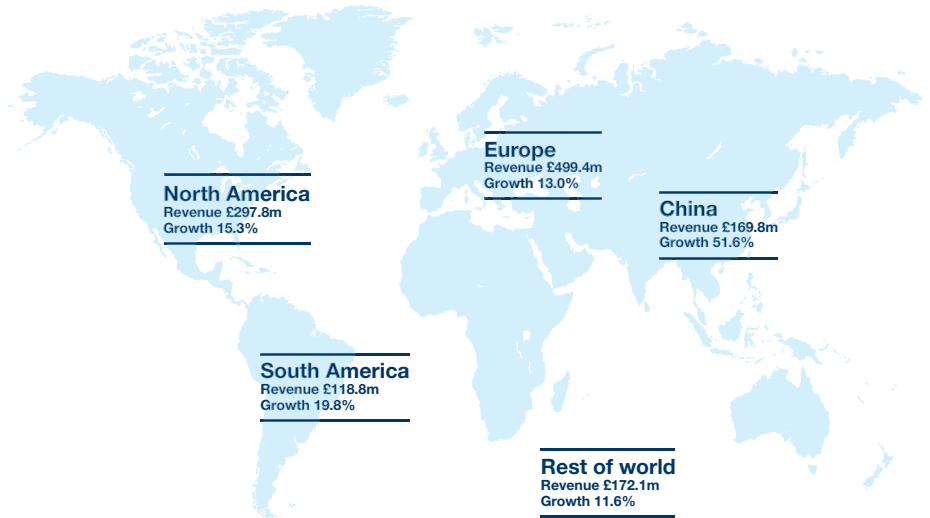 Europe
Revenue £499.4m
Growth 13.0%
North America
Revenue £297.8m
Growth 15.3%
China
Revenue £169.8m
Growth 51.6%
South America
Revenue £118.8m
Growth 19.8%
Rest of world
Revenue £172.1m
Growth 11.6%